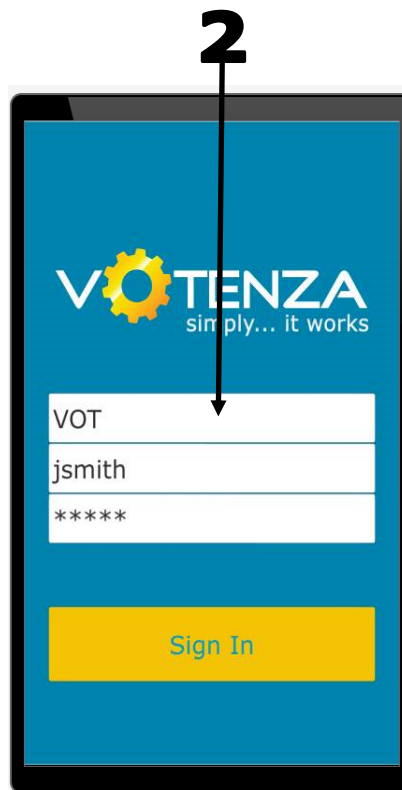 2
VOTENZA
simply... it works
VOT
jsmith
*****
Sign In